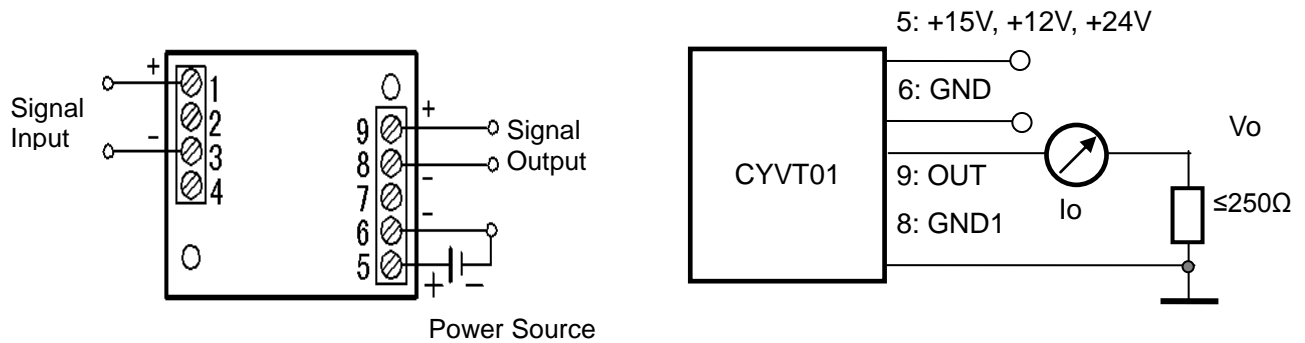 +
Signal
Input
-
1
2
3
4
9
8
7
6
5
+
Signal
Output
-
-
+
-
Power Source
5: +15V, +12V, +24V
6: GND
CYVT01
9: OUT
8: GND1
Io
Vo
≤250Ω